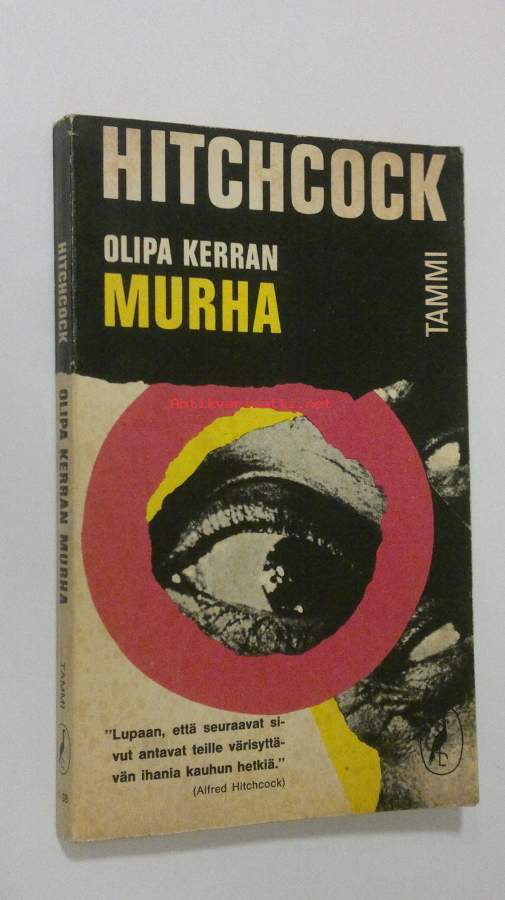 HITCHCOCK
OLIPA KERRAN
MURHA
TAMMI
Antikvariaatti.net
"Lupaan, että seuraavat si-
vut antavat teille värisyttä-
vän ihania kauhun hetkiä."
(Alfred Hitchcock)
HITCHCOCK OLIPA KERRAN MURHA TAMMI